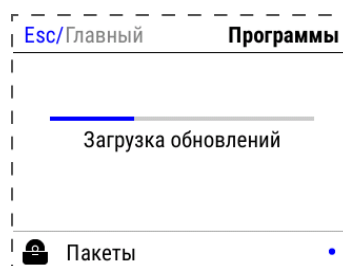 Esc/Главный Программы
Загрузка обновлений
Пакеты